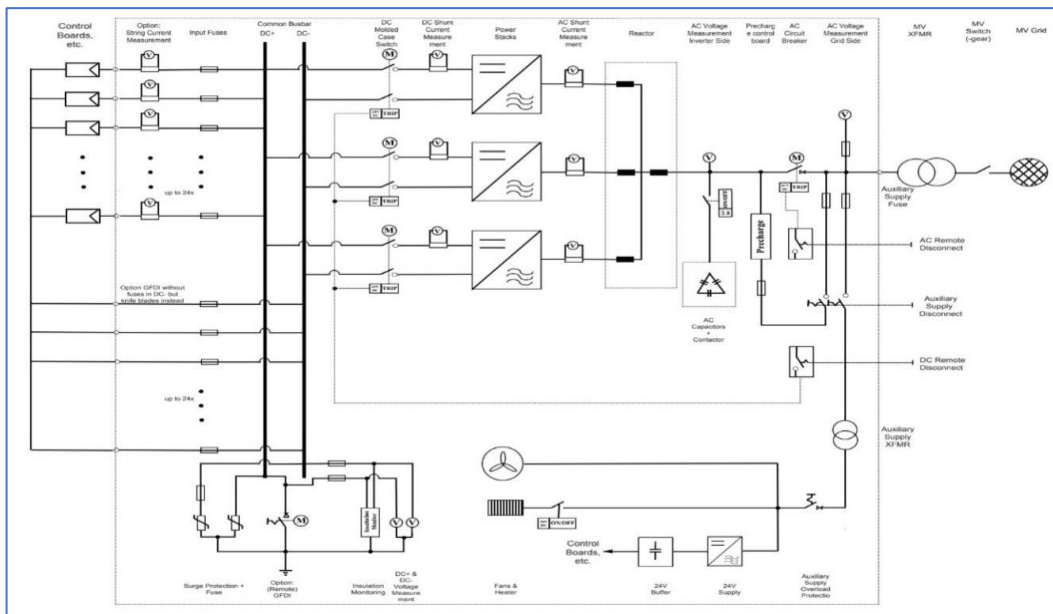 Control
Boards,
etc.
Option:
String Current
Measurement
Input Fuses
Common Busbar
DC+
DC-
DC
Molded
Case
Switch
DC Shunt
Current
Measure
ment
Power
Stacks
AC Shunt
Current
Measure
ment
Reactor
AC Voltage
Measurement
Inverter Side
Precharg
e control
board
AC
Circuit
Breaker
AC Voltage
Measurement
Grid Side
MV
XFMR
MV
Switch
(-gear)
MV Grid
V
V
V
V
M
M
M
V
V
V
V
V
V
TRIP
TRIP
TRIP
up to 24x
V
ON/OFF
M
TRIP
V
Precharge
AC
Capacitors
+
Contactor
Auxiliary
Supply
Fuse
AC Remote
Disconnect
Auxiliary
Supply
Disconnect
DC Remote
Disconnect
Auxiliary
Supply
XFMR
Option GFDI without
fuses in DC- but
knife blades instead
up to 24x
M
Insulation
Monitor
V
V
ON/OFF
Control
Boards,
etc.
Surge Protection +
Fuse
Option:
(Remote)
GFDI
Insulation
Monitoring
DC+ &
DC-
Voltage
Measure
ment
Fans &
Heater
24V
Buffer
24V
Supply
Auxiliary
Supply
Overload
Protectio